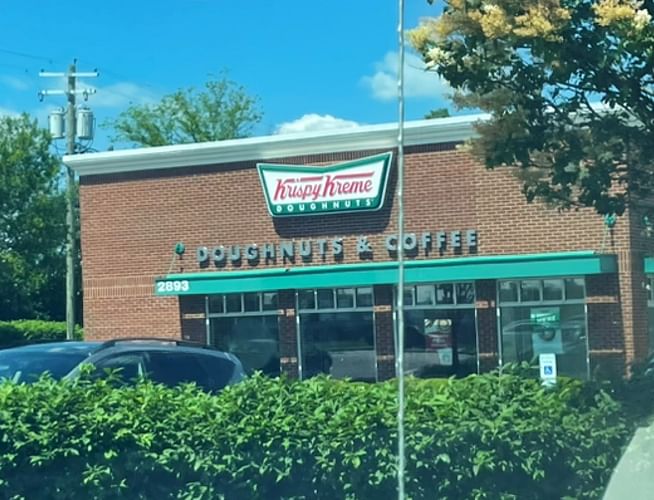 Krispy Kreme
DOUGHNUTS
DOUGHNUTS & COFFEE
2893